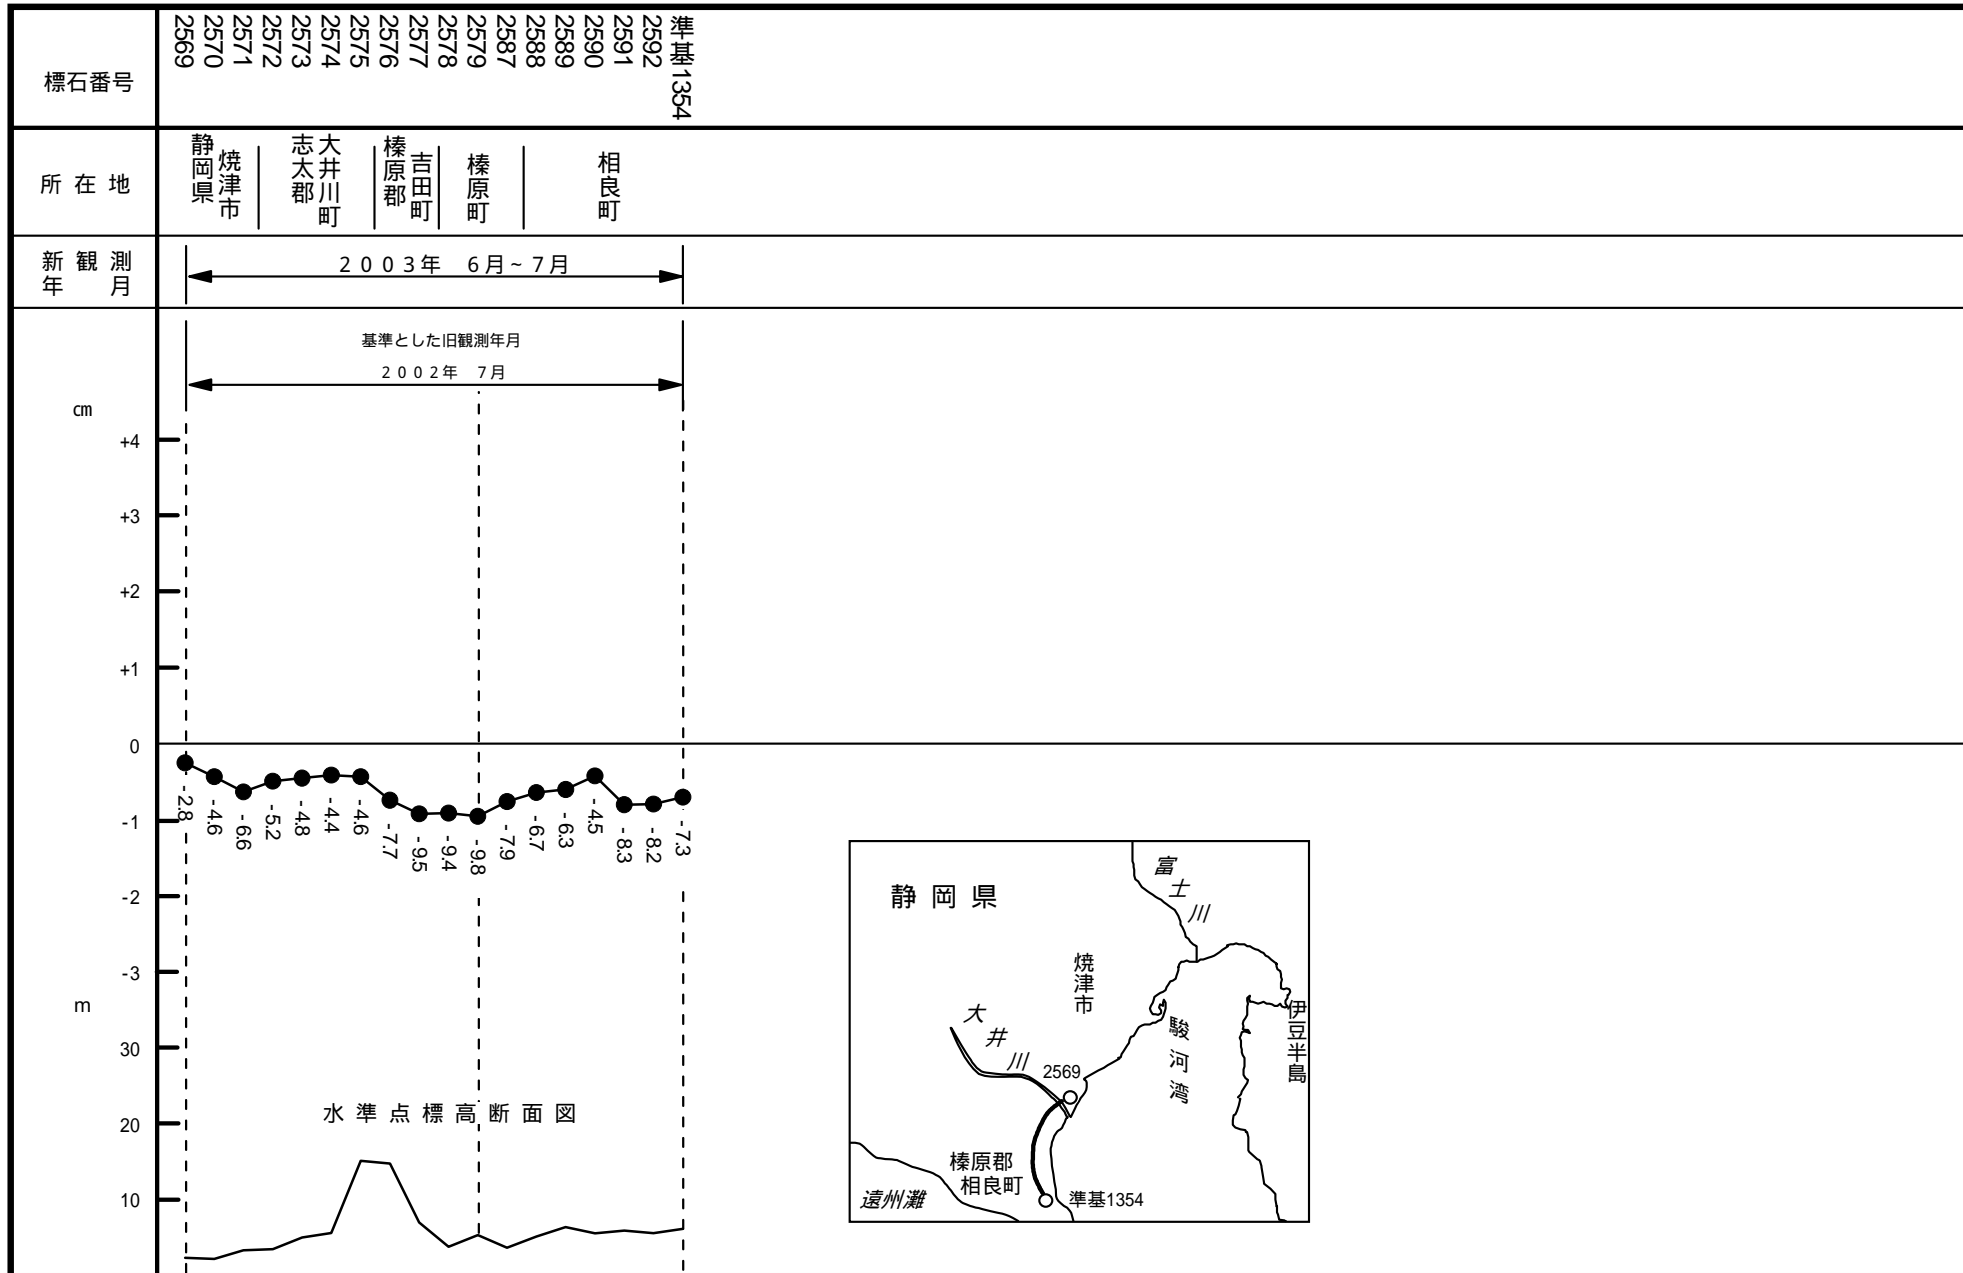 標石番号
2569
2570
2571
2572
2573
2574
2575
2576
2577
2578
2579
2587
2588
2589
2590
2591
2592
準基1354
所在地
静岡県
焼津市
志太郡
大井川町
榛原郡
吉田町
榛原町
相良町
新観測
年 月
2003年 6月~7月
基準とした旧観測年月
2002年 7月
cm
+4
+3
+2
+1
0
-1
-2
-3
-2.8
-4.6
-6.6
-5.2
-4.8
-4.4
-4.6
-7.7
-9.5
-9.4
-9.8
-7.9
-6.7
-6.3
-4.5
-8.3
-8.2
-7.3
m
30
20
10
水準点標高断面図
静岡県
富士川
焼津市
大井川
駿河湾
伊豆半島
2569
榛原郡
相良町
準基1354
遠州灘